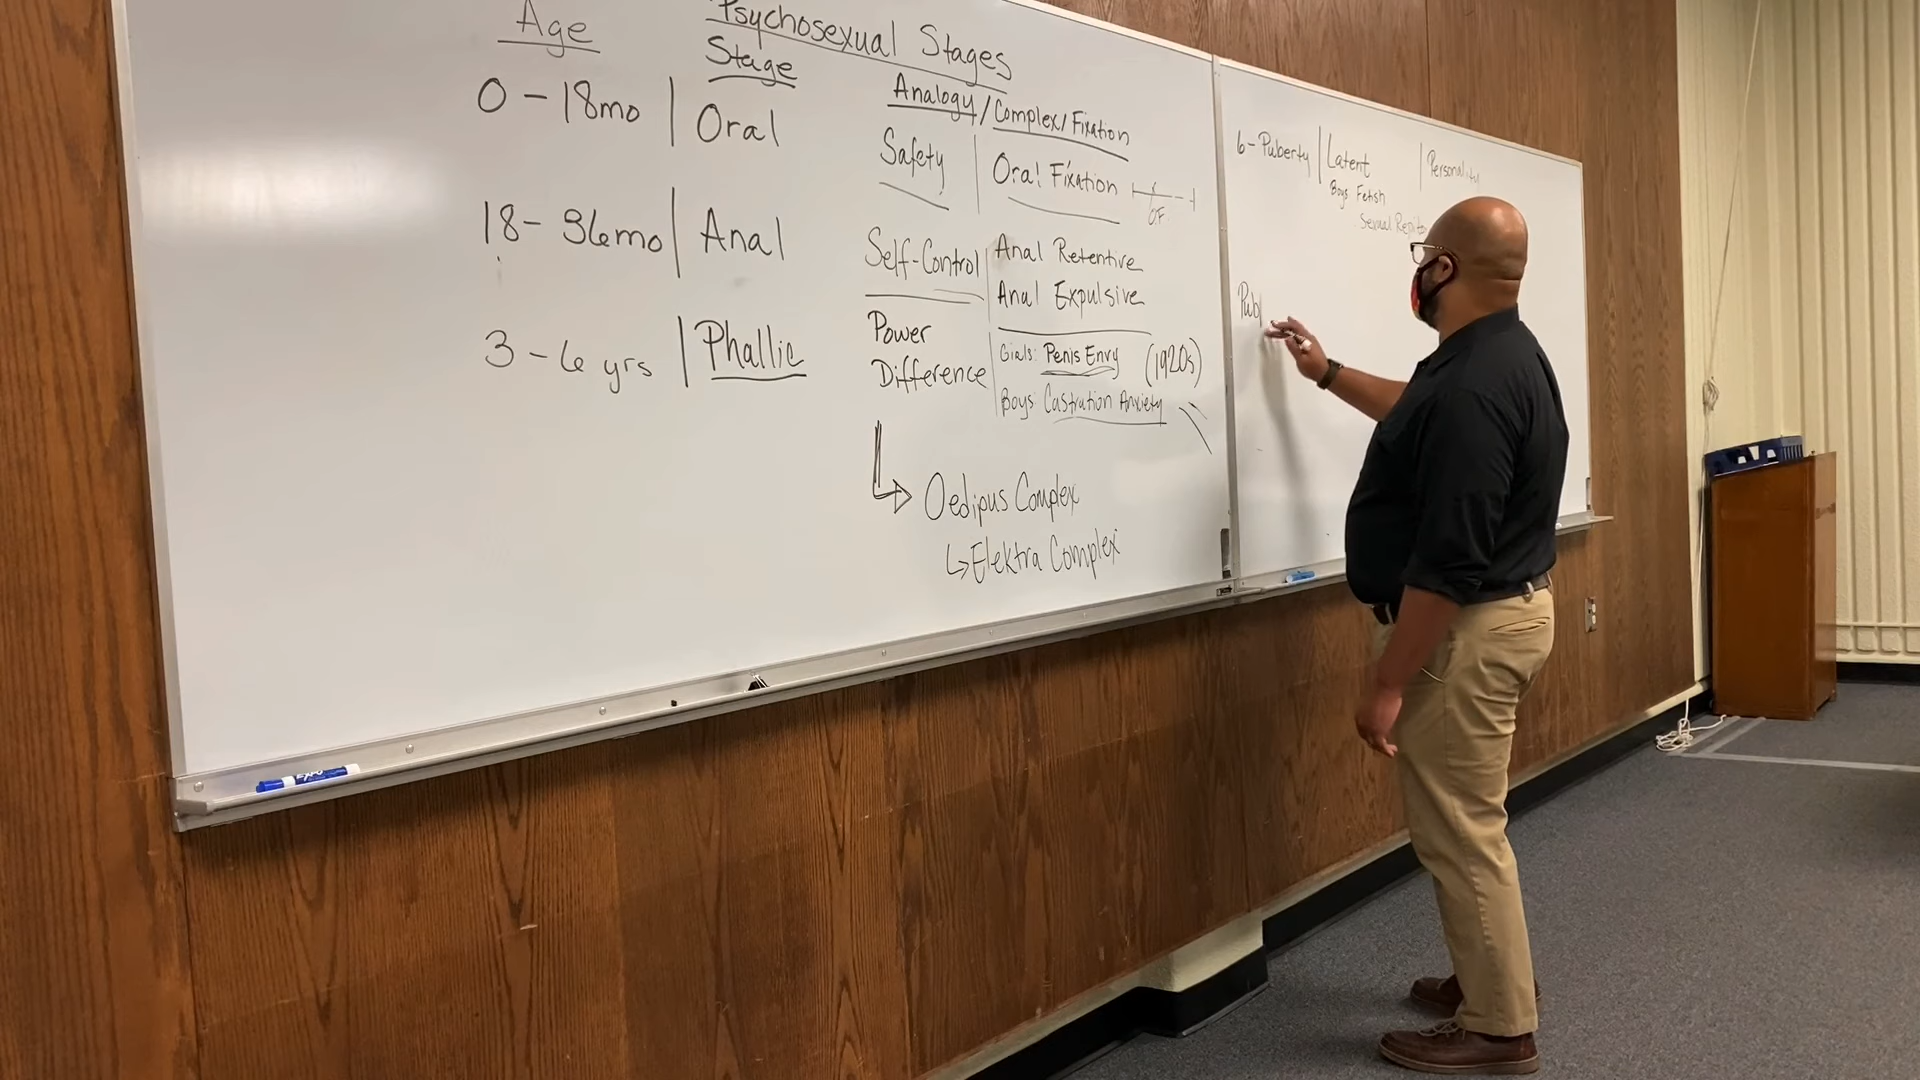 Age
Psychosexual Stages
Stage
Analogy / Complex / Fixation
0 - 18mo | Oral
Safety | Oral Fixation
O.F.
18 - 36mo | Anal
Self-Control | Anal Retentive
Anal Expulsive
3 - 6 yrs | Phallic
Power Difference
Girls: Penis Envy (1920s)
Boys Castration Anxiety
Oedipus Complex
Elektra Complex
6 - Puberty | Latent | Personality
Boys Fetish
Sexual
Pub
EXPO